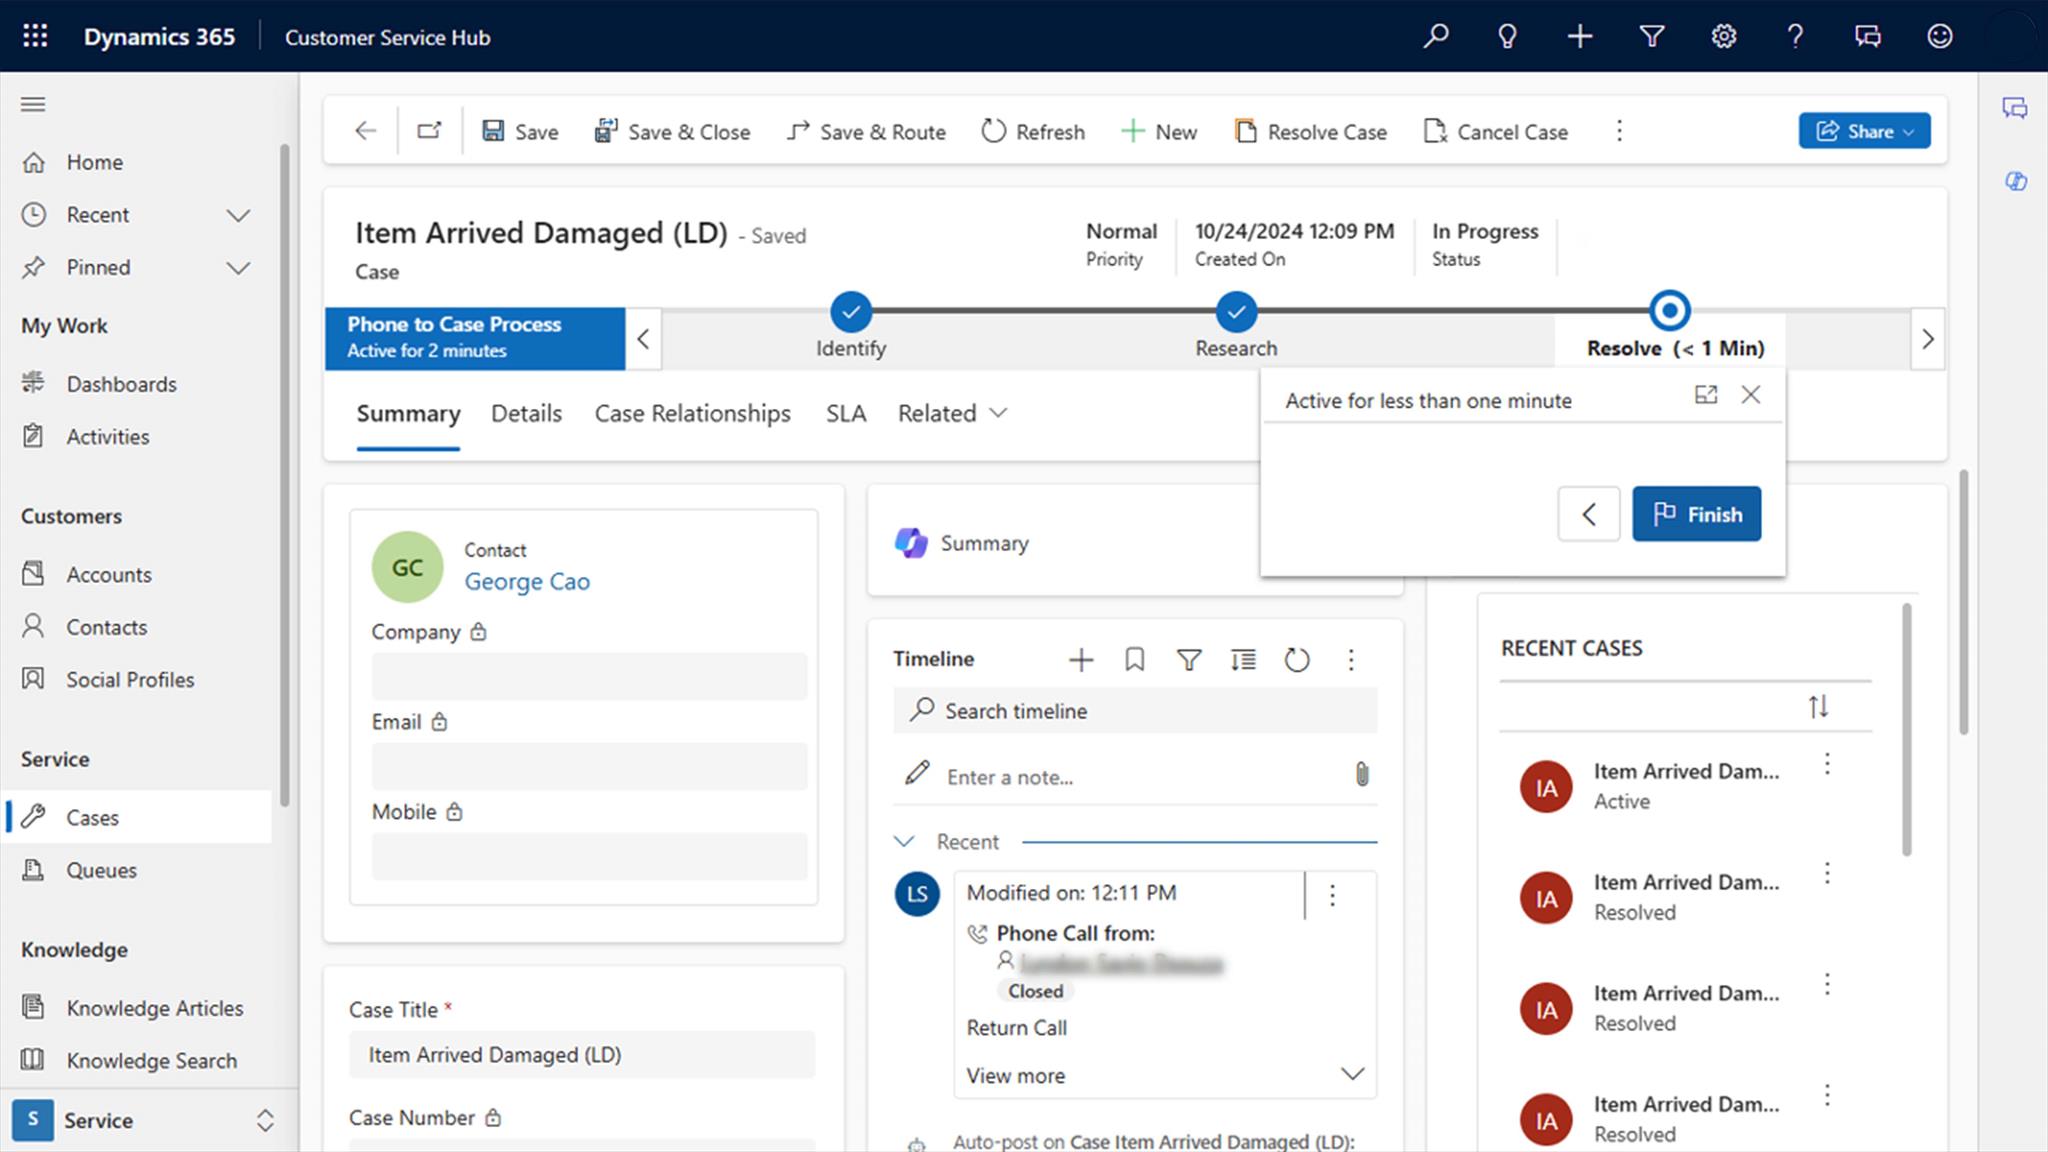 Dynamics 365
Customer Service Hub
Home
Recent
Pinned
My Work
Dashboards
Activities
Customers
Accounts
Contacts
Social Profiles
Service
Cases
Queues
Knowledge
Knowledge Articles
Knowledge Search
S
Service
Save
Save & Close
Save & Route
Refresh
New
Resolve Case
Cancel Case
Share
Item Arrived Damaged (LD) - Saved
Case
Normal
Priority
10/24/2024 12:09 PM
Created On
In Progress
Status
Phone to Case Process
Active for 2 minutes
Identify
Research
Resolve (< 1 Min)
Summary
Details
Case Relationships
SLA
Related
Active for less than one minute
Finish
GC
Contact
George Cao
Company
Email
Mobile
Case Title *
Item Arrived Damaged (LD)
Case Number
Summary
Timeline
Search timeline
Enter a note...
Recent
LS
Modified on: 12:11 PM
Phone Call from:
Closed
Return Call
View more
Auto-post on Case Item Arrived Damaged (LD):
RECENT CASES
IA
Item Arrived Dam...
Active
IA
Item Arrived Dam...
Resolved
IA
Item Arrived Dam...
Resolved
IA
Item Arrived Dam...
Resolved